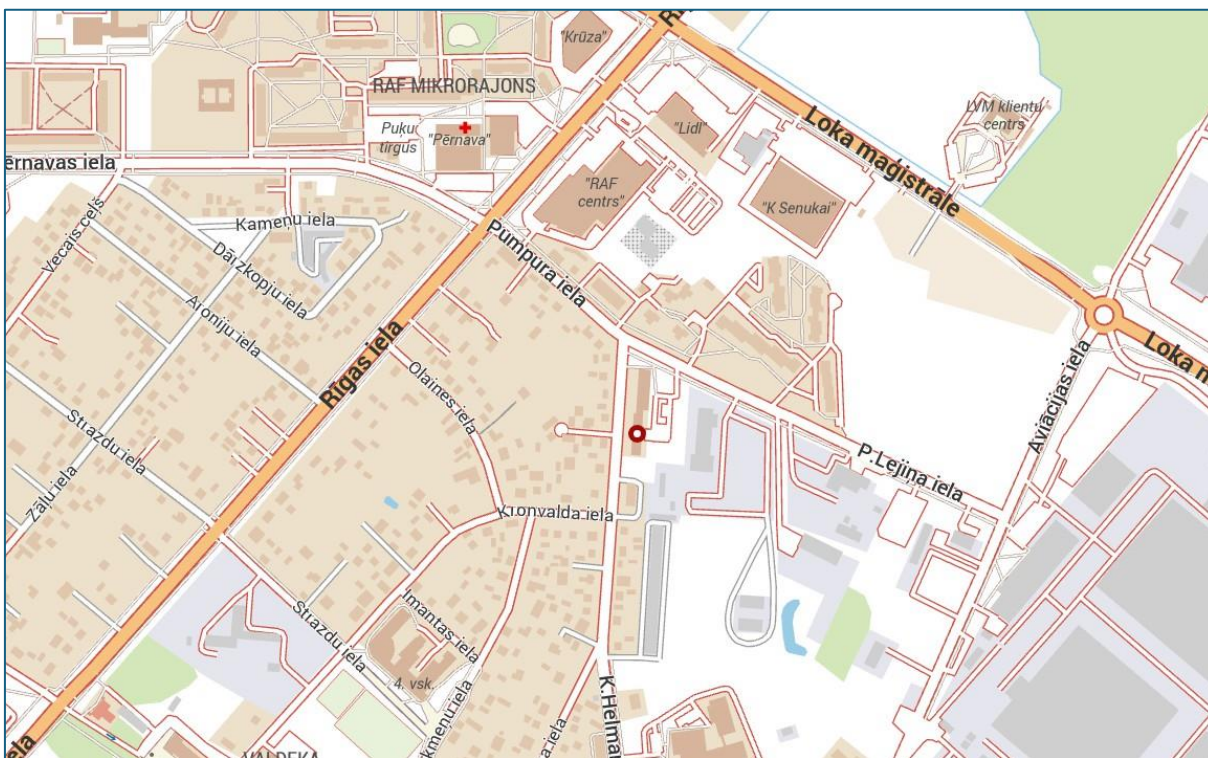 "Krūza"
RAF MIKRORAJONS
Puķu
tirgus
"Pērnava"
"Lidl"
LVM klientu
centrs
Loka maģistrāle
ērnavas iela
"RAF
centrs"
"K Senukai"
Kameņu iela
Vecais ceļš
Dārzkopju iela
Pumpura iela
Aroniju iela
Rīgas iela
Olaines iela
Loka m
Aviācijas iela
Strazdu iela
P.Lejiņa iela
Zāļu iela
Kronvalda iela
Imantas iela
Strazdu iela
4. vsk.
K.Helma
ela